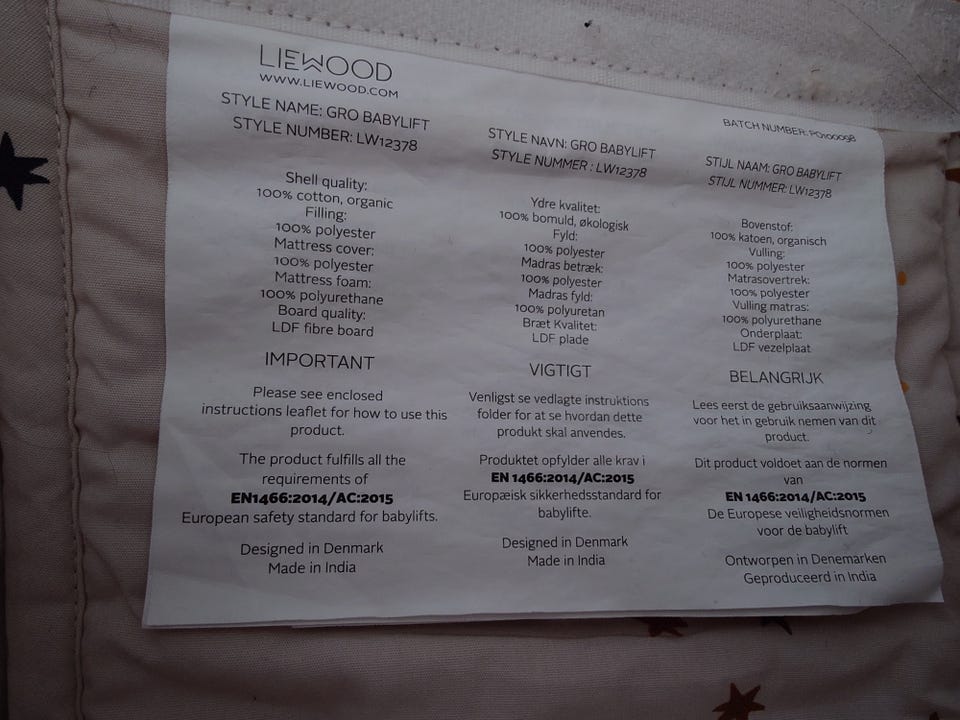 LIEWOOD
WWW.LIEWOOD.COM
STYLE NAME: GRO BABYLIFT
STYLE NUMBER: LW12378
Shell quality:
100% cotton, organic
Filling:
100% polyester
Mattress cover:
100% polyester
Mattress foam:
100% polyurethane
Board quality:
LDF fibre board
IMPORTANT
Please see enclosed
instructions leaflet for how to use this
product.
The product fulfills all the
requirements of
EN1466:2014/AC:2015
European safety standard for babylifts.
Designed in Denmark
Made in India
STYLE NAVN: GRO BABYLIFT
STYLE NUMMER : LW12378
Ydre kvalitet:
100% bomuld, økologisk
Fyld:
100% polyester
Madras betræk:
100% polyester
Madras fyld:
100% polyuretan
Bræt Kvalitet:
LDF plade
VIGTIGT
Venligst se vedlagte instruktions
folder for at se hvordan dette
produkt skal anvendes.
Produktet opfylder alle krav i
EN 1466:2014/AC:2015
Europæisk sikkerhedsstandard for
babylifte.
Designed in Denmark
Made in India
BATCH NUMBER: PO100098
STIJL NAAM: GRO BABYLIFT
STIJL NUMMER: LW12378
Bovenstof:
100% katoen, organisch
Vulling:
100% polyester
Matrasovertrek:
100% polyester
Vulling matras:
100% polyurethane
Onderplaat:
LDF vezelplaat
BELANGRIJK
Lees eerst de gebruiksaanwijzing
voor het in gebruik nemen van dit
product.
Dit product voldoet aan de normen
van
EN 1466:2014/AC:2015
De Europese veiligheidsnormen
voor de babylift
Ontworpen in Denemarken
Geproduceerd in India